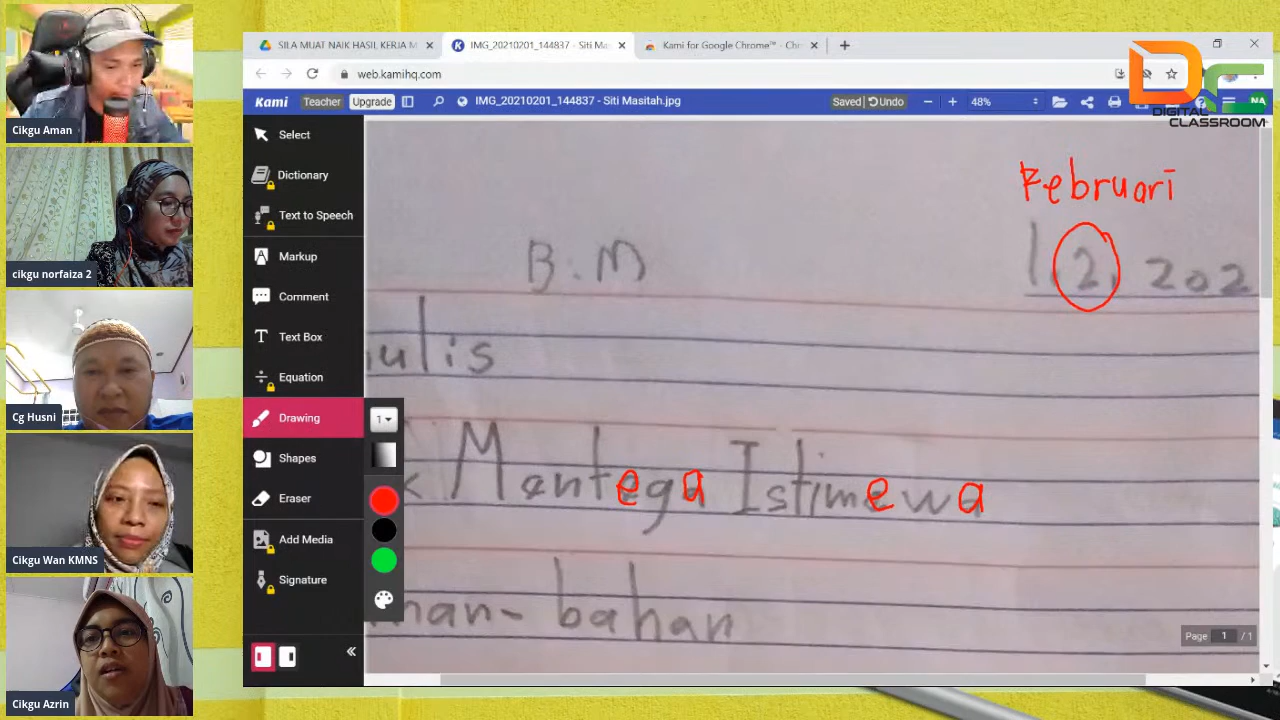 Cikgu Aman
cikgu norfaiza 2
Cg Husni
Cikgu Wan KMNS
Cikgu Azrin
SILA MUAT NAIK HASIL KERJA M
IMG_20210201_144837 - Siti Ma
Kami for Google Chrome™ - Chr
web.kamihq.com
DIGITAL
CLASSROOM
Kami
Teacher
Upgrade
IMG_20210201_144837 - Siti Masitah.jpg
Saved
Undo
48%
NA
Select
Dictionary
Text to Speech
Markup
Comment
Text Box
Equation
Drawing
1
Shapes
Eraser
Add Media
Signature
Februari
B.M
1.2.202
ulis
k Mantega Istimewa
han-bahan
Page 1 / 1